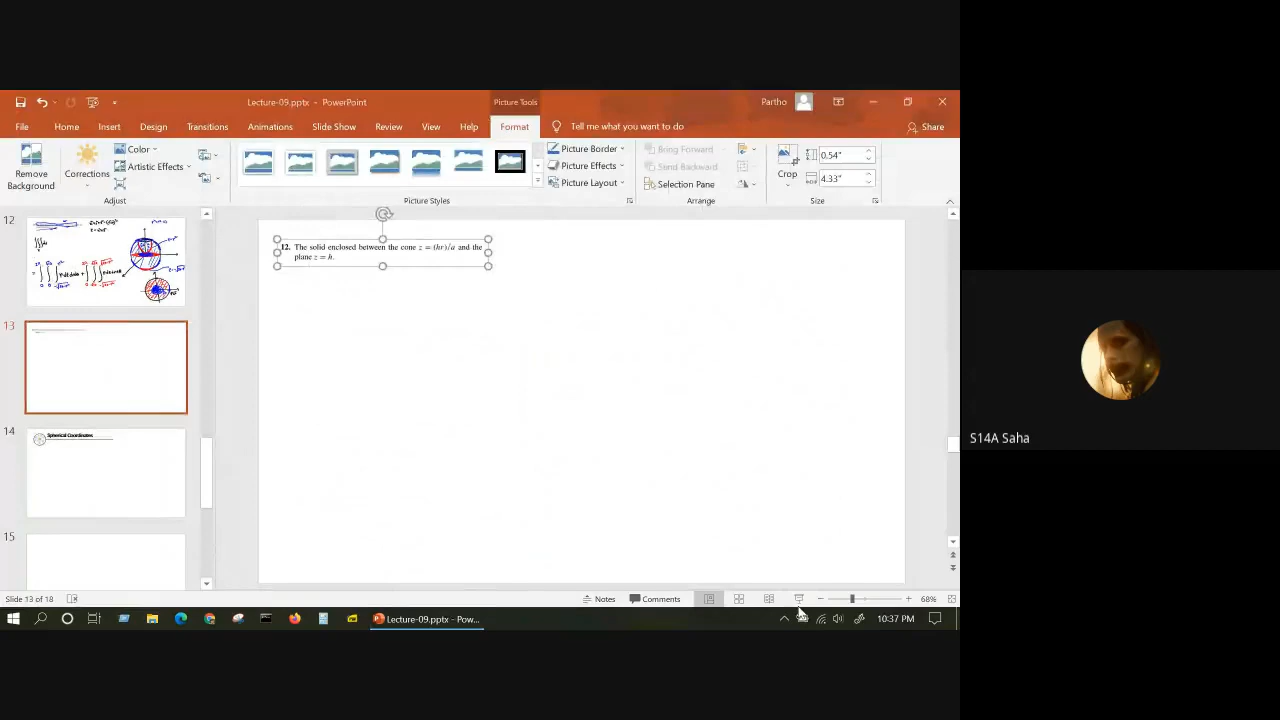 Lecture-09.pptx - PowerPoint
Picture Tools
Partho
File Home Insert Design Transitions Animations Slide Show Review View Help Format Tell me what you want to do Share
Remove Background
Corrections
Color
Artistic Effects
Adjust
Picture Styles
Picture Border
Picture Effects
Picture Layout
Bring Forward
Send Backward
Selection Pane
Arrange
Crop
0.54"
4.33"
Size
12
13
14
Spherical Coordinates
15
12. The solid enclosed between the cone z = (hr)/a and the
plane z = h.
S14A Saha
Slide 13 of 18
Notes
Comments
68%
Lecture-09.pptx - Pow...
10:37 PM